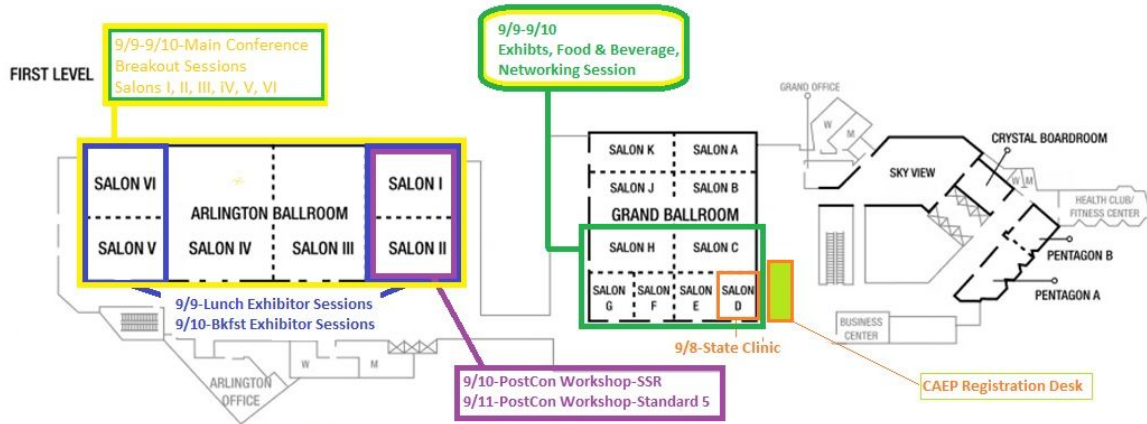 FIRST LEVEL
9/9-9/10-Main Conference
Breakout Sessions
Salons I, II, III, iV, V, VI
9/9-9/10
Exhibts, Food & Beverage,
Networking Session
SALON VI
SALON V
ARLINGTON BALLROOM
SALON IV
SALON III
SALON I
SALON II
9/9-Lunch Exhibitor Sessions
9/10-Bkfst Exhibitor Sessions
ARLINGTON
OFFICE
W
M
9/10-PostCon Workshop-SSR
9/11-PostCon Workshop-Standard 5
SALON K
SALON A
SALON J
SALON B
GRAND BALLROOM
SALON H
SALON C
SALON
G
SALON
F
SALON
E
SALON
D
9/8-State Clinic
CAEP Registration Desk
GRAND OFFICE
W
M
SKY VIEW
CRYSTAL BOARDROOM
W
M
HEALTH CLUB/
FITNESS CENTER
PENTAGON B
PENTAGON A
BUSINESS
CENTER